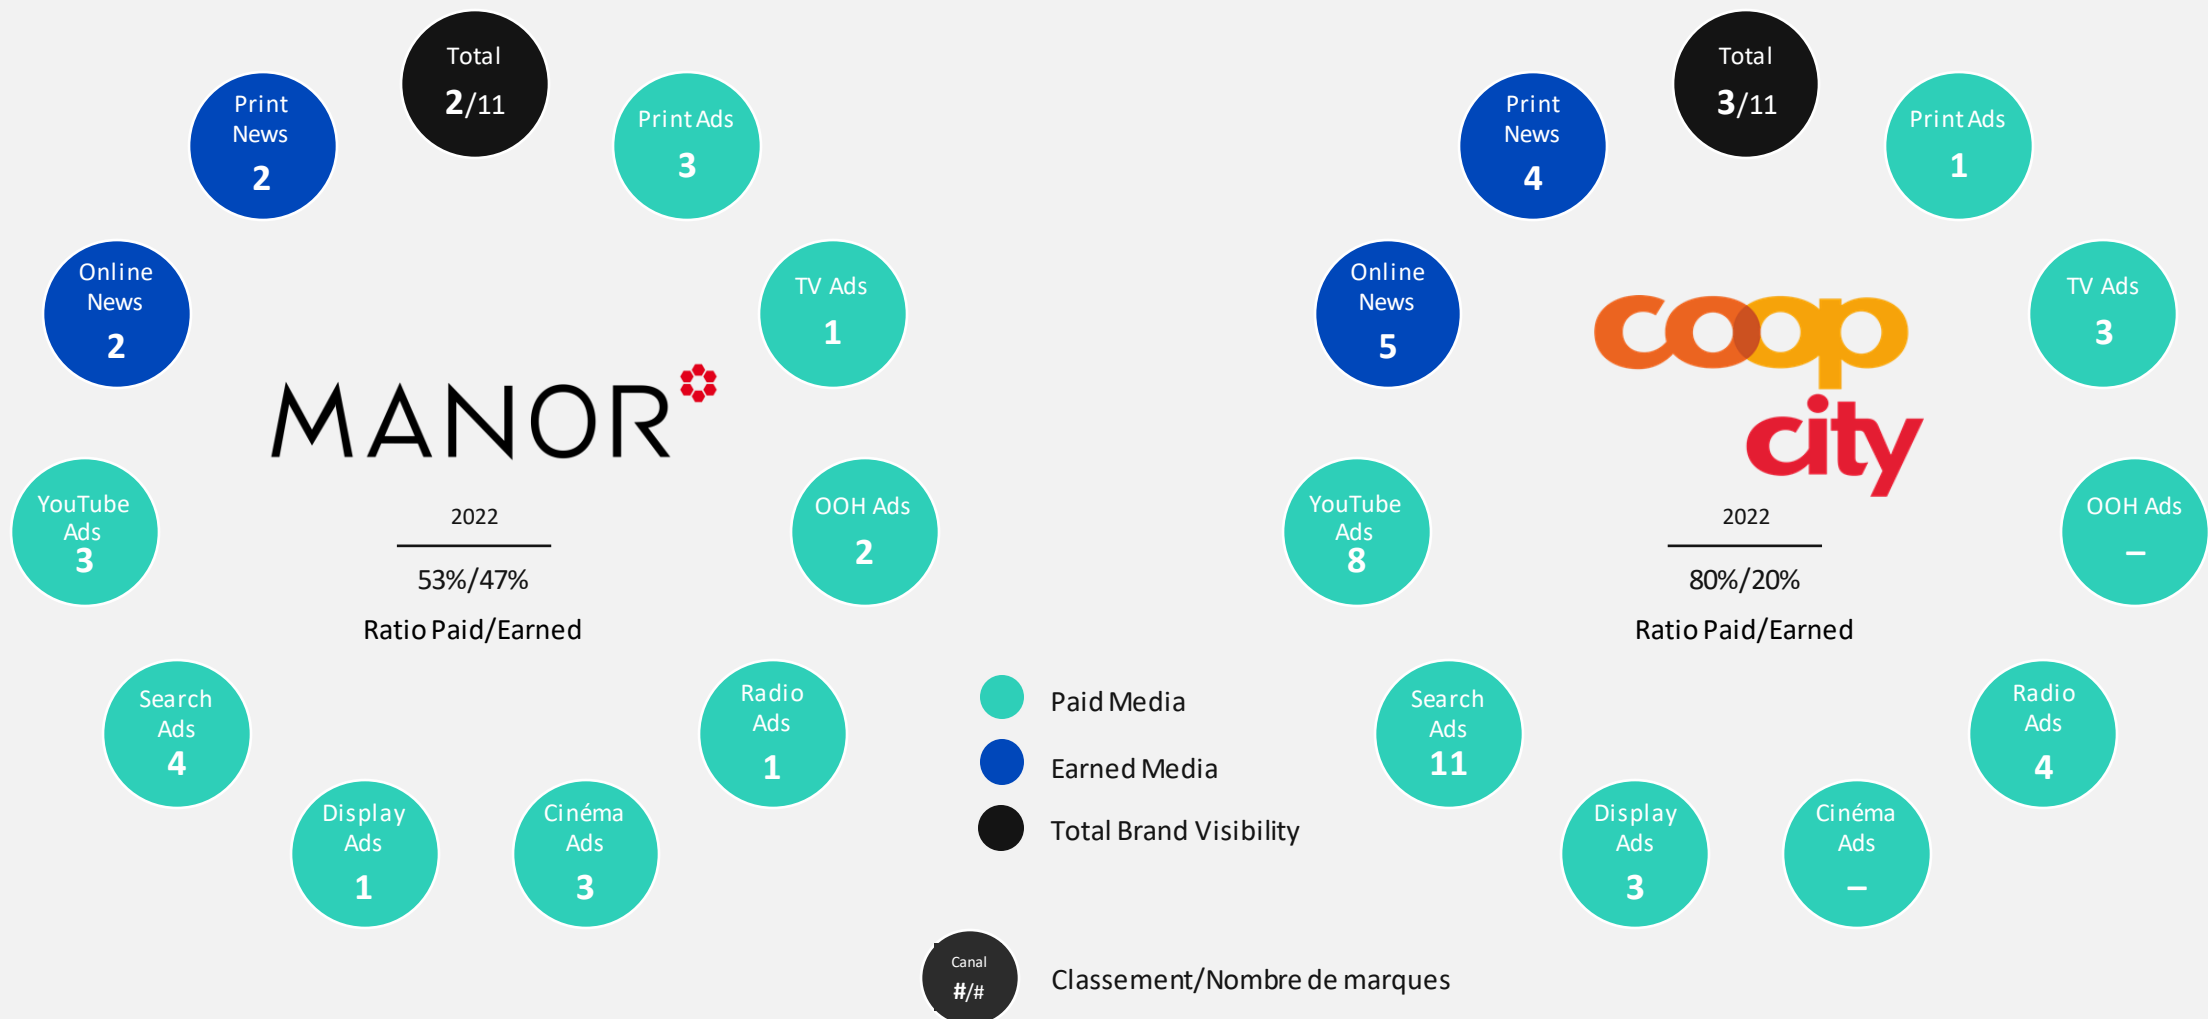 Total
2/11
Print Ads
3
TV Ads
1
OOH Ads
2
Radio
Ads
1
Cinéma
Ads
3
Display
Ads
1
Search
Ads
4
YouTube
Ads
3
Online
News
2
Print
News
2
MANOR
2022
53%/47%
Ratio Paid/Earned
Total
3/11
Print Ads
1
TV Ads
3
OOH Ads
–
Radio
Ads
4
Cinéma
Ads
–
Display
Ads
3
Search
Ads
11
YouTube
Ads
8
Online
News
5
Print
News
4
coop
city
2022
80%/20%
Ratio Paid/Earned
Paid Media
Earned Media
Total Brand Visibility
Canal
#/#
Classement/Nombre de marques